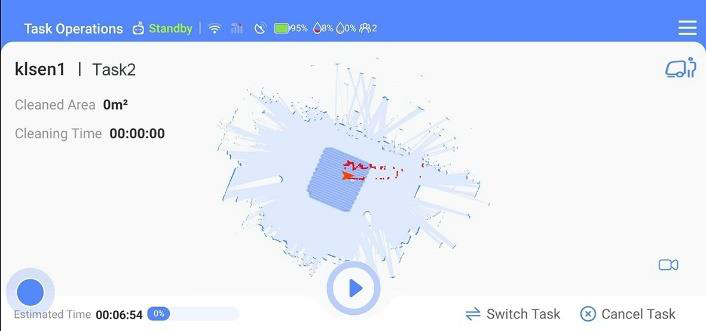 Task Operations Standby 95% 8% 0% 2
klsen1 | Task2
Cleaned Area 0m²
Cleaning Time 00:00:00
Estimated Time 00:06:54 0%
Switch Task
Cancel Task